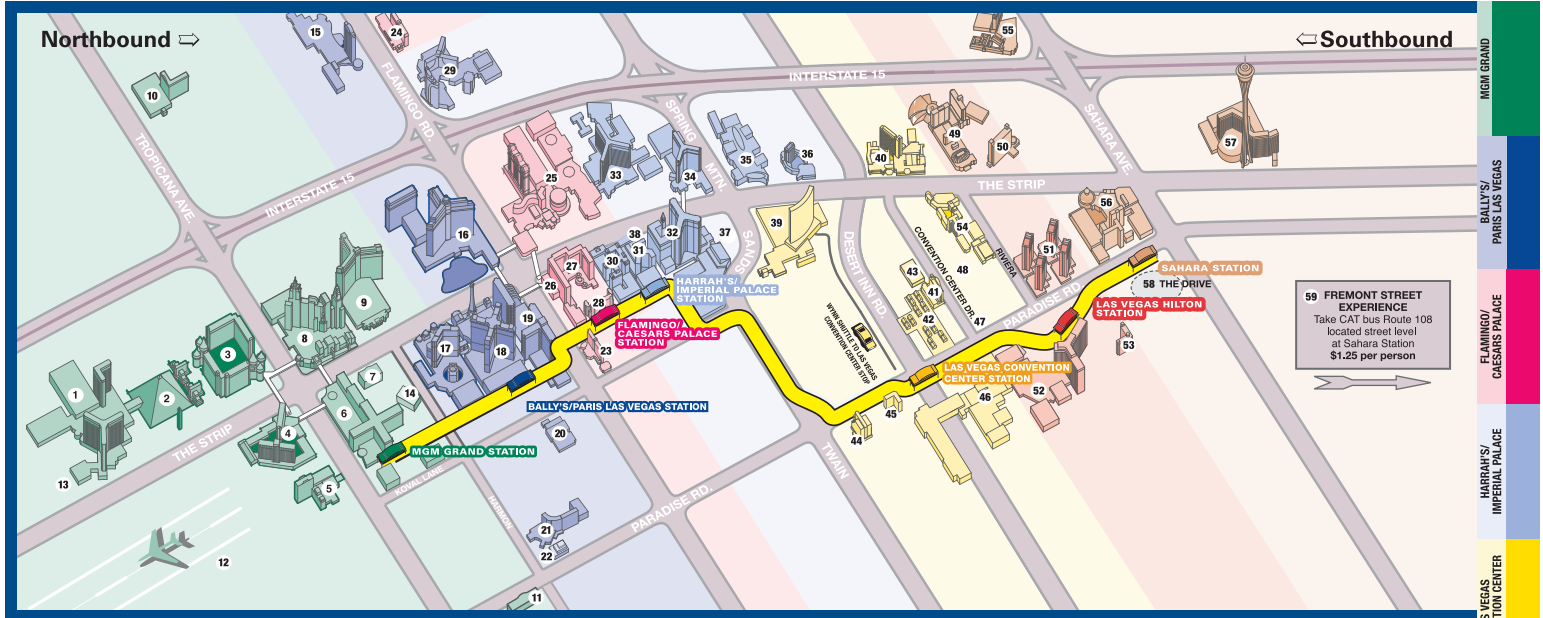 Northbound
Southbound
INTERSTATE 15
FLAMINGO RD.
SPRING
MTN.
SAHARA AVE.
TROPICANA AVE.
INTERSTATE 15
THE STRIP
SANDS
DESERT INN RD.
CONVENTION CENTER DR.
RIVIERA
PARADISE RD.
THE STRIP
KOVAL LANE
HARMON
PARADISE RD.
TWAIN
WYNN SHUTTLE TO LAS VEGAS
CONVENTION CENTER STOP
MGM GRAND STATION
BALLY'S/PARIS LAS VEGAS STATION
FLAMINGO/
CAESARS PALACE
STATION
HARRAH'S/
IMPERIAL PALACE
STATION
LAS VEGAS CONVENTION
CENTER STATION
LAS VEGAS HILTON
STATION
SAHARA STATION
58 THE DRIVE
59 FREMONT STREET
EXPERIENCE
Take CAT bus Route 108
located street level
at Sahara Station
$1.25 per person
1
2
3
4
5
6
7
8
9
10
11
12
13
14
15
16
17
18
19
20
21
22
23
24
25
26
27
28
29
30
31
32
33
34
35
36
37
38
39
40
41
41
42
43
44
45
46
47
48
49
50
51
52
53
54
55
56
57
MGM GRAND
BALLY'S/
PARIS LAS VEGAS
FLAMINGO/
CAESARS PALACE
HARRAH'S/
IMPERIAL PALACE
VEGAS
CENTER